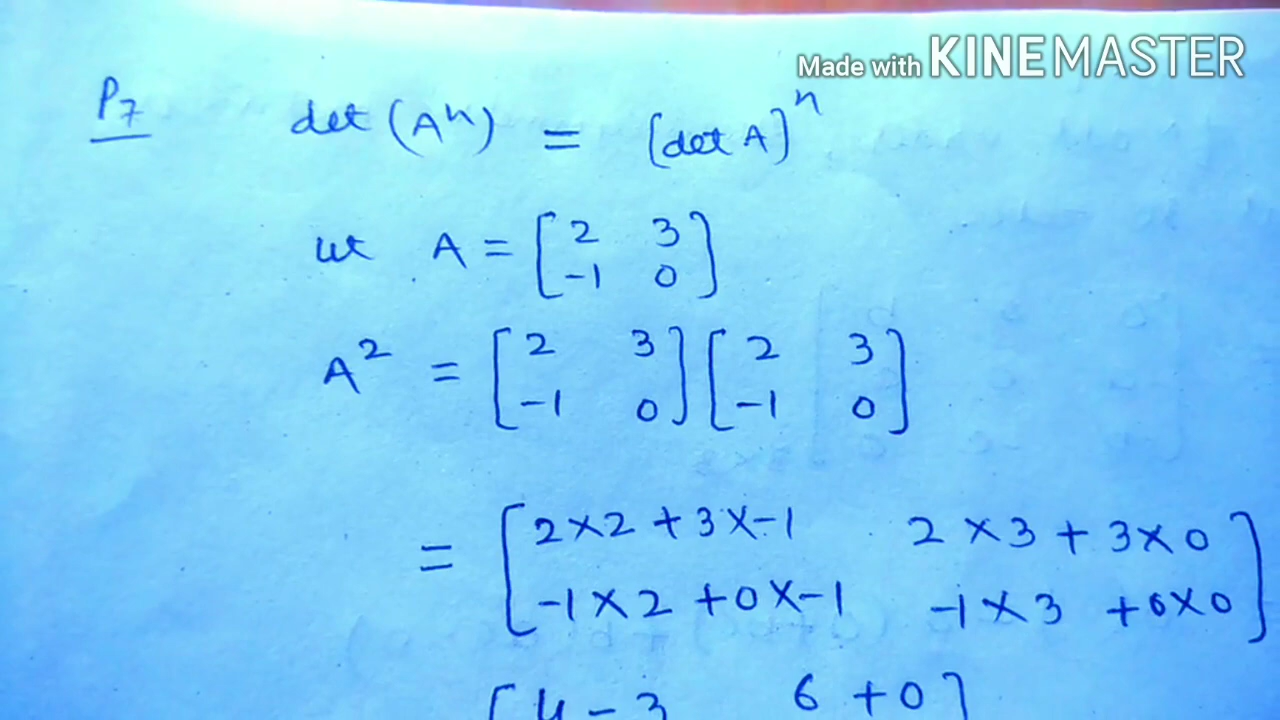 Made with KINEMASTER
P7 det (Aⁿ) = (det A)ⁿ
let A = [2 3
-1 0]
A² = [2 3] [2 3]
[-1 0] [-1 0]
= [2×2 + 3×-1 2×3 + 3×0
-1×2 + 0×-1 -1×3 + 0×0]
[4 - 3 6 + 0]